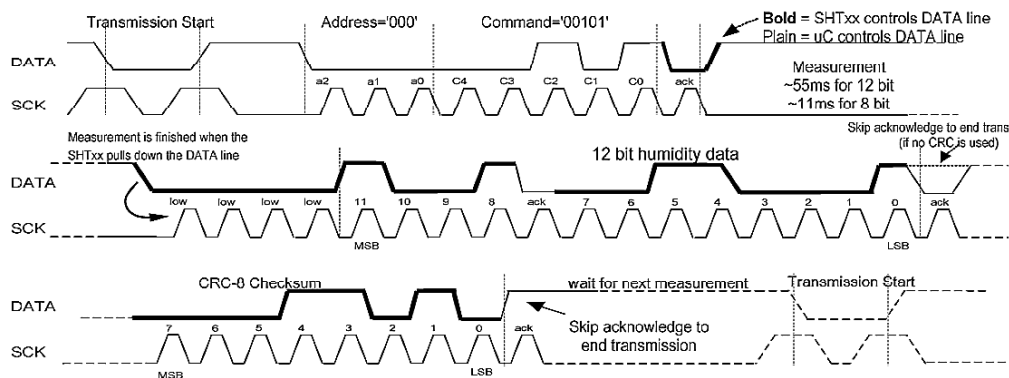 Transmission Start Address='000' Command='00101'
Bold = SHTxx controls DATA line
Plain = uC controls DATA line
DATA
a2 a1 a0 C4 C3 C2 C1 C0 ack
SCK
Measurement
~55ms for 12 bit
~11ms for 8 bit
Measurement is finished when the
SHTxx pulls down the DATA line
Skip acknowledge to end trans
(if no CRC is used)
12 bit humidity data
DATA
low low low low 11 10 9 8 ack 7 6 5 4 3 2 1 0 ack
SCK
MSB LSB
CRC-8 Checksum wait for next measurement Transmission Start
DATA
Skip acknowledge to
end transmission
7 6 5 4 3 2 1 0 ack
SCK
MSB LSB